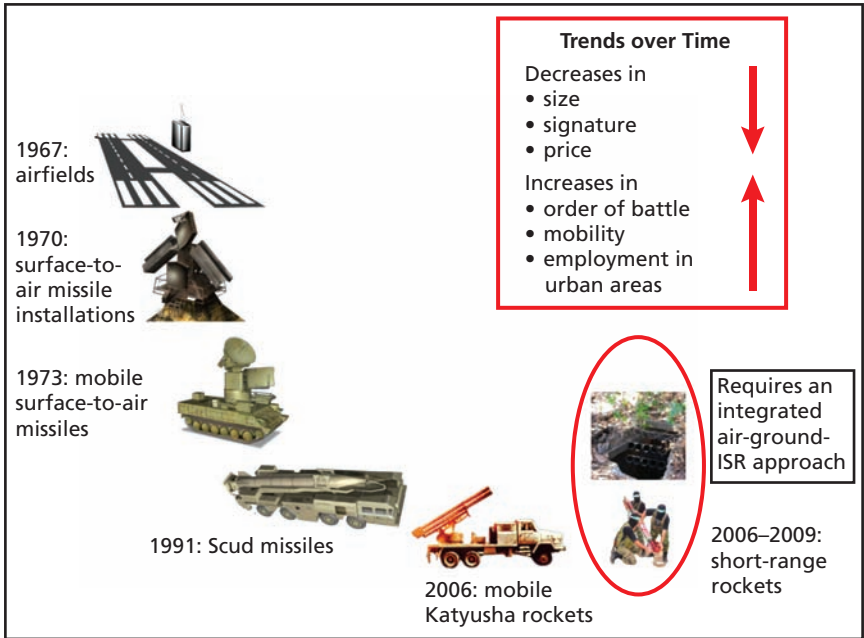 Trends over Time
Decreases in
• size
• signature
• price
Increases in
• order of battle
• mobility
• employment in
urban areas
1967:
airfields
1970:
surface-to-
air missile
installations
1973: mobile
surface-to-air
missiles
1991: Scud missiles
2006: mobile
Katyusha rockets
Requires an
integrated
air-ground-
ISR approach
2006–2009:
short-range
rockets